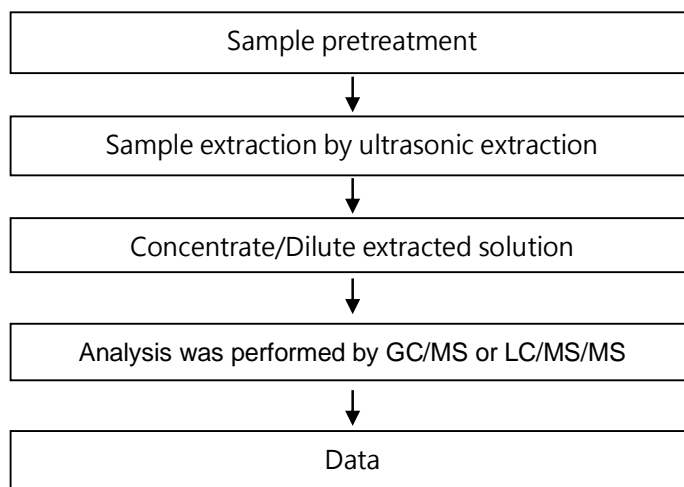 Sample pretreatment
Sample extraction by ultrasonic extraction
Concentrate/Dilute extracted solution
Analysis was performed by GC/MS or LC/MS/MS
Data